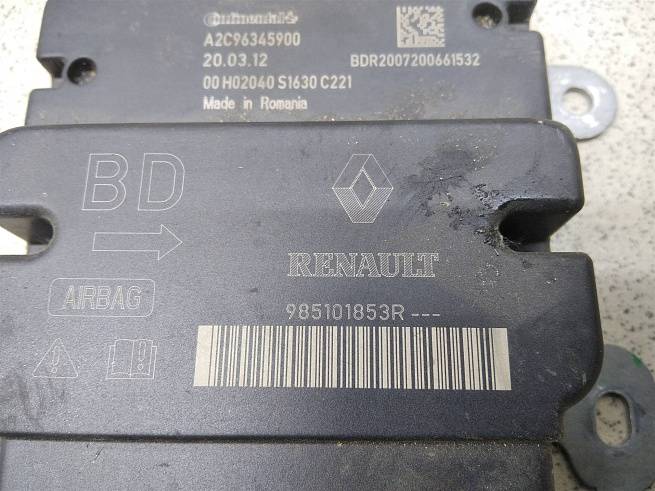 Continental
A2C96345900
20.03.12
BDR2007200661532
00 H02040 S1630 C221
Made in Romania
BD
RENAULT
AIRBAG
985101853R ---